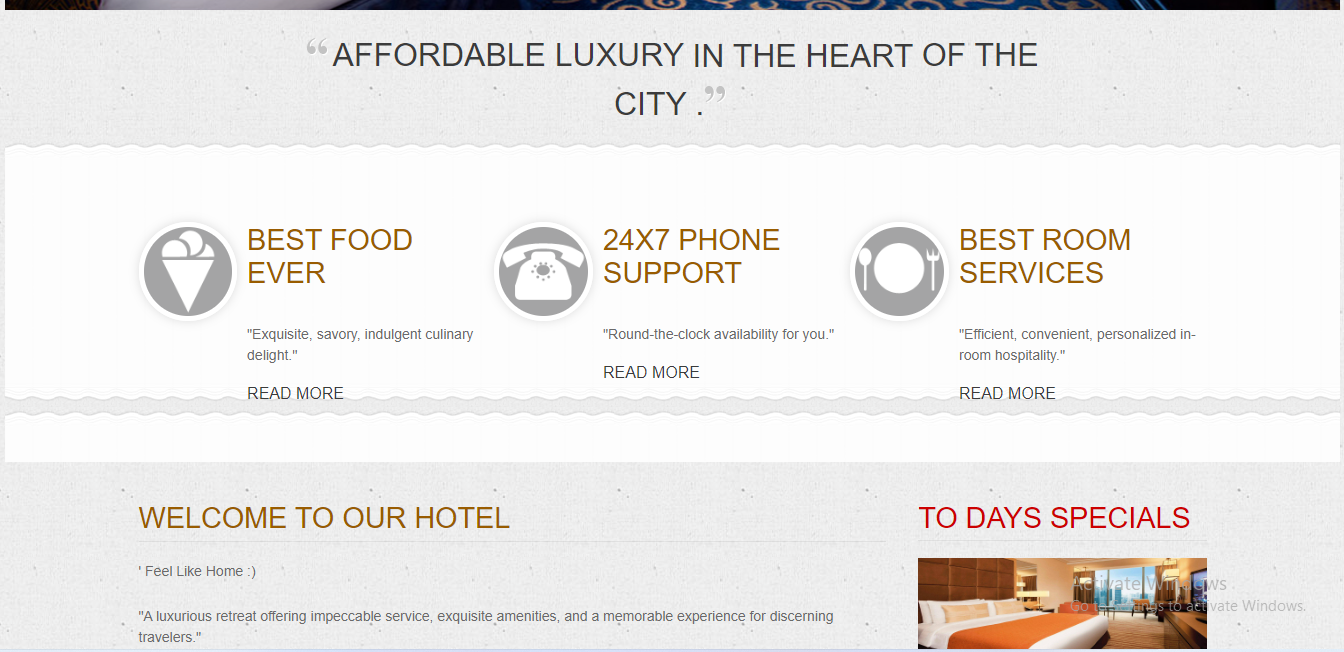 “ AFFORDABLE LUXURY IN THE HEART OF THE
CITY .”
BEST FOOD
EVER
"Exquisite, savory, indulgent culinary
delight."
READ MORE
24X7 PHONE
SUPPORT
"Round-the-clock availability for you."
READ MORE
BEST ROOM
SERVICES
"Efficient, convenient, personalized in-
room hospitality."
READ MORE
WELCOME TO OUR HOTEL
' Feel Like Home :)
"A luxurious retreat offering impeccable service, exquisite amenities, and a memorable experience for discerning
travelers."
TO DAYS SPECIALS
Activate Windows
Go to Settings to activate Windows.